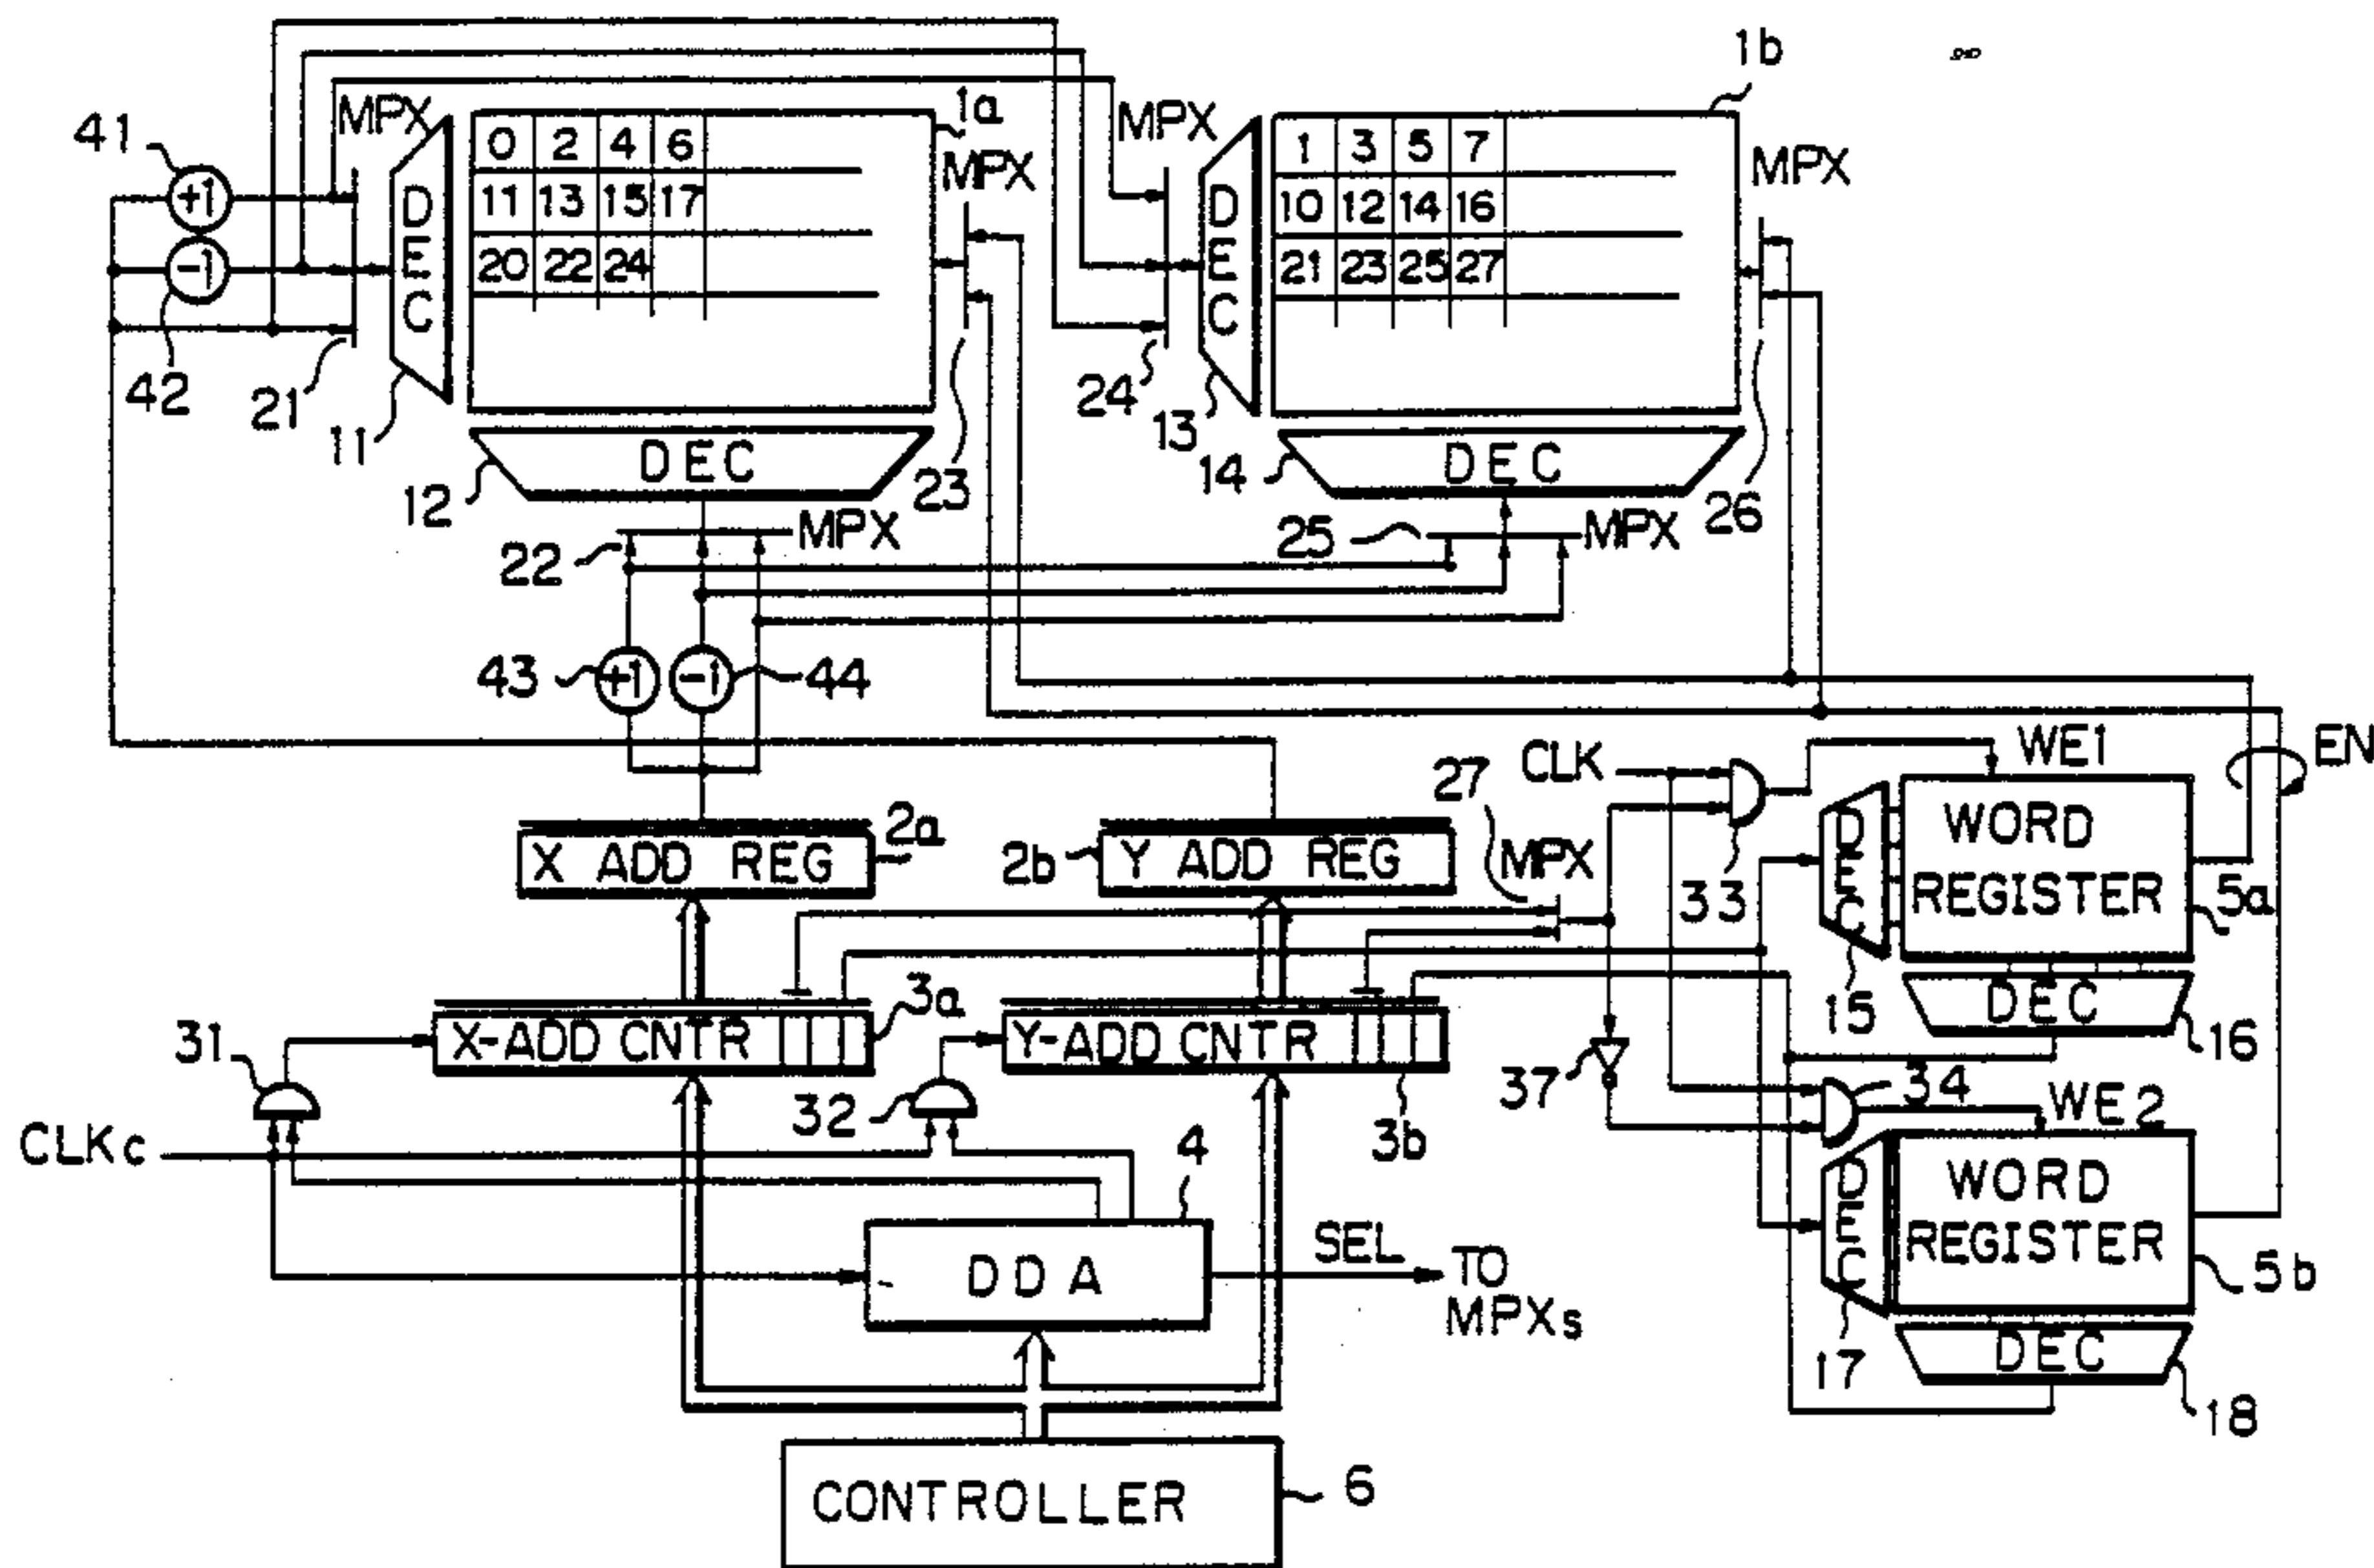 1b
1a
MPX
MPX
41
0 2 4 6
1 3 5 7
MPX
MPX
+1
11 13 15 17
10 12 14 16
DEC
DEC
-1
20 22 24
21 23 25 27
42
21
11
24
13
DEC
DEC
12
23
14
26
22
MPX
25
MPX
43
+1
-1
44
CLK
WE1
EN
27
X ADD REG
2a
2b
Y ADD REG
MPX
33
DEC
WORD
REGISTER
5a
15
DEC
16
31
X-ADD CNTR
3a
Y-ADD CNTR
3b
37
34
WE2
32
CLKc
4
DDA
SEL
TO
MPXs
DEC
WORD
REGISTER
5b
17
DEC
18
CONTROLLER
6